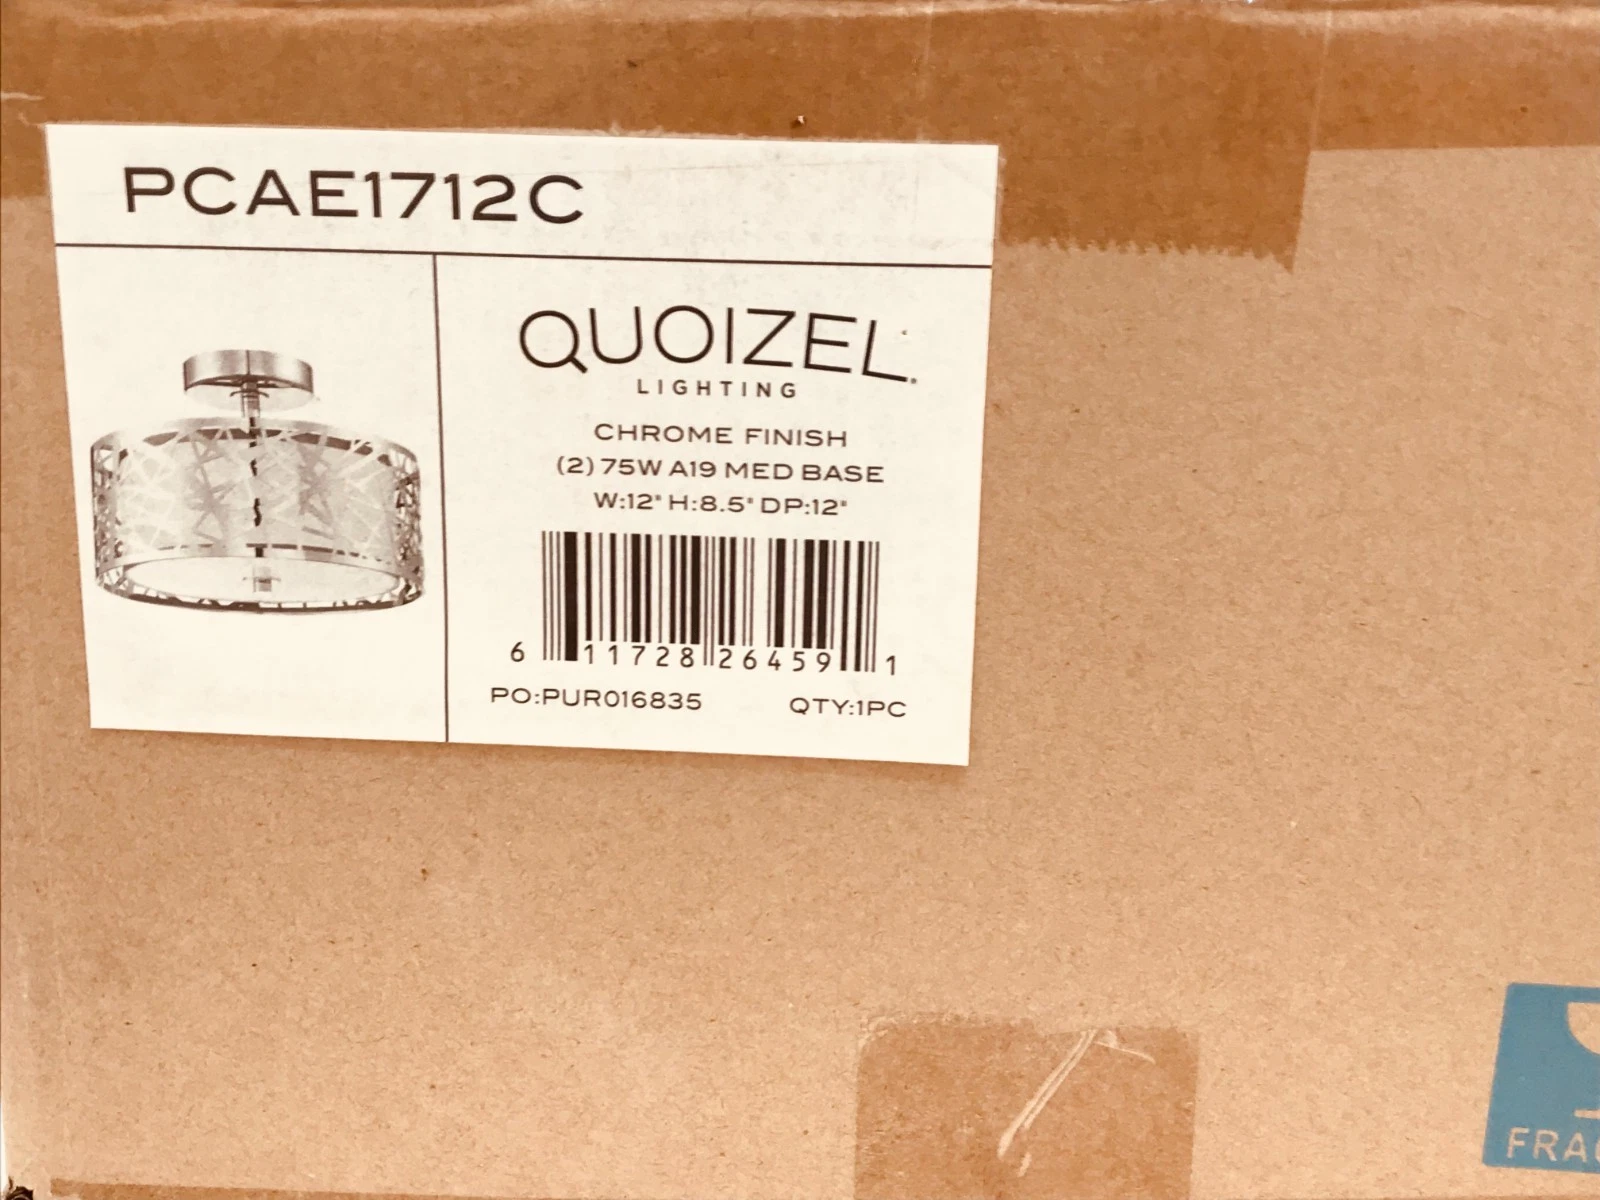 PCAE1712C
QUOIZEL
LIGHTING
CHROME FINISH
(2) 75W A19 MED BASE
W:12" H:8.5" DP:12"
6 11728 26459 1
PO:PUR016835 QTY:1PC